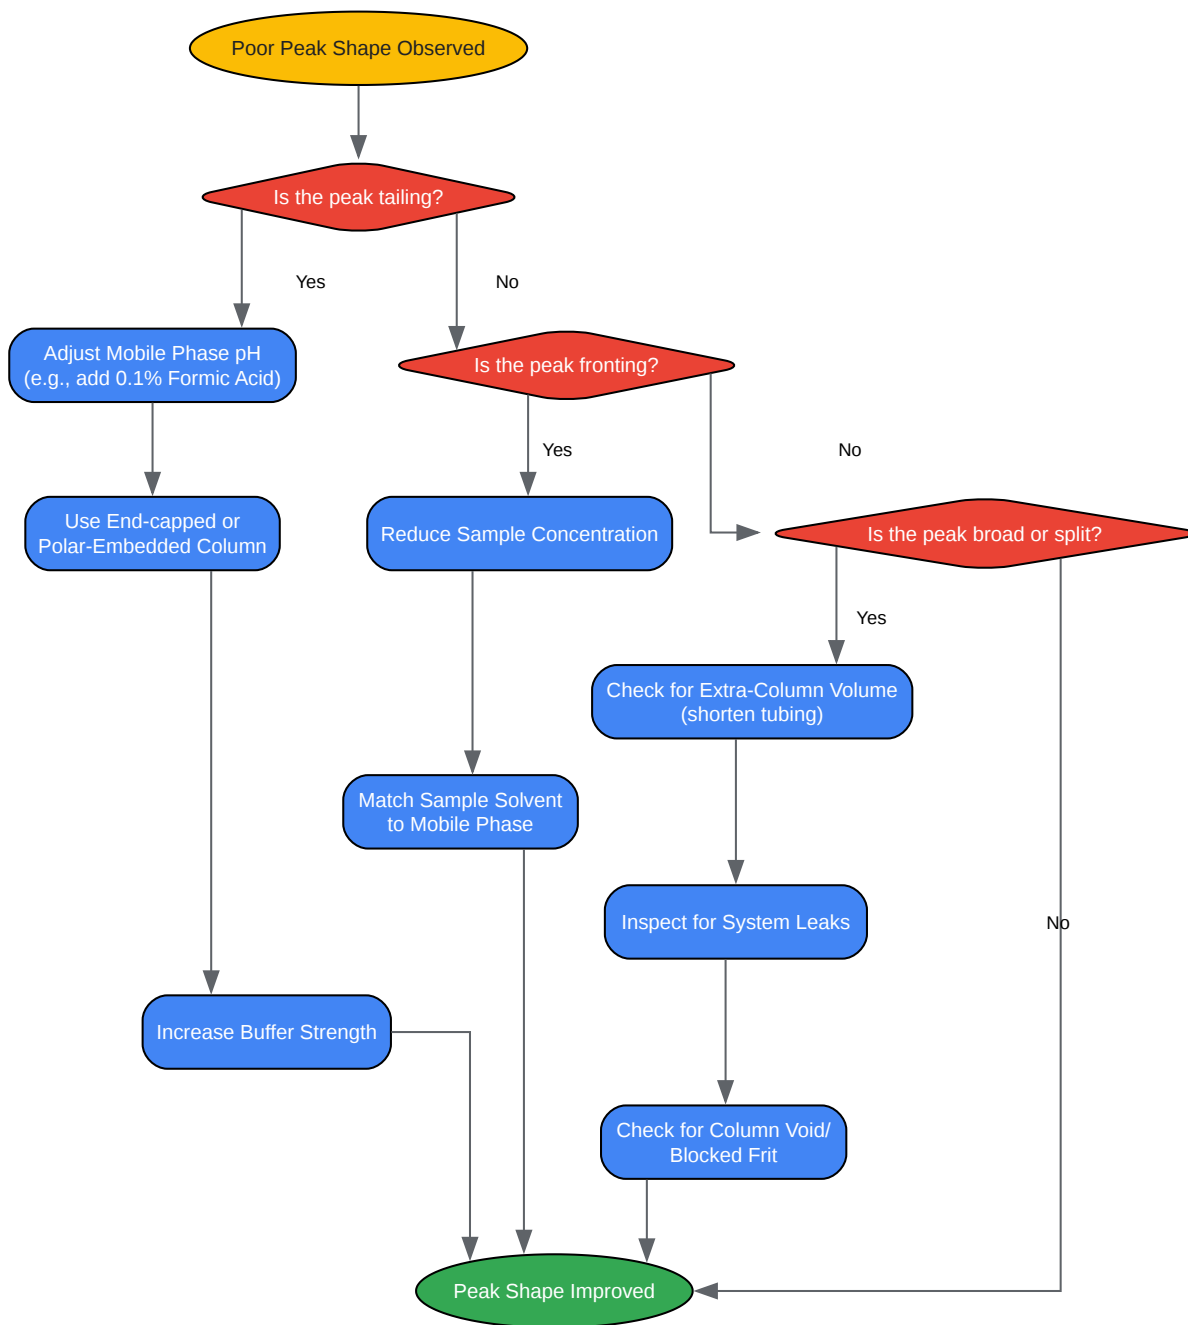 Poor Peak Shape Observed
Is the peak tailing?
Yes
No
Adjust Mobile Phase pH
(e.g., add 0.1% Formic Acid)
Is the peak fronting?
Yes
No
Use End-capped or
Polar-Embedded Column
Reduce Sample Concentration
Is the peak broad or split?
Yes
Check for Extra-Column Volume
(shorten tubing)
Match Sample Solvent
to Mobile Phase
Inspect for System Leaks
No
Increase Buffer Strength
Check for Column Void/
Blocked Frit
Peak Shape Improved